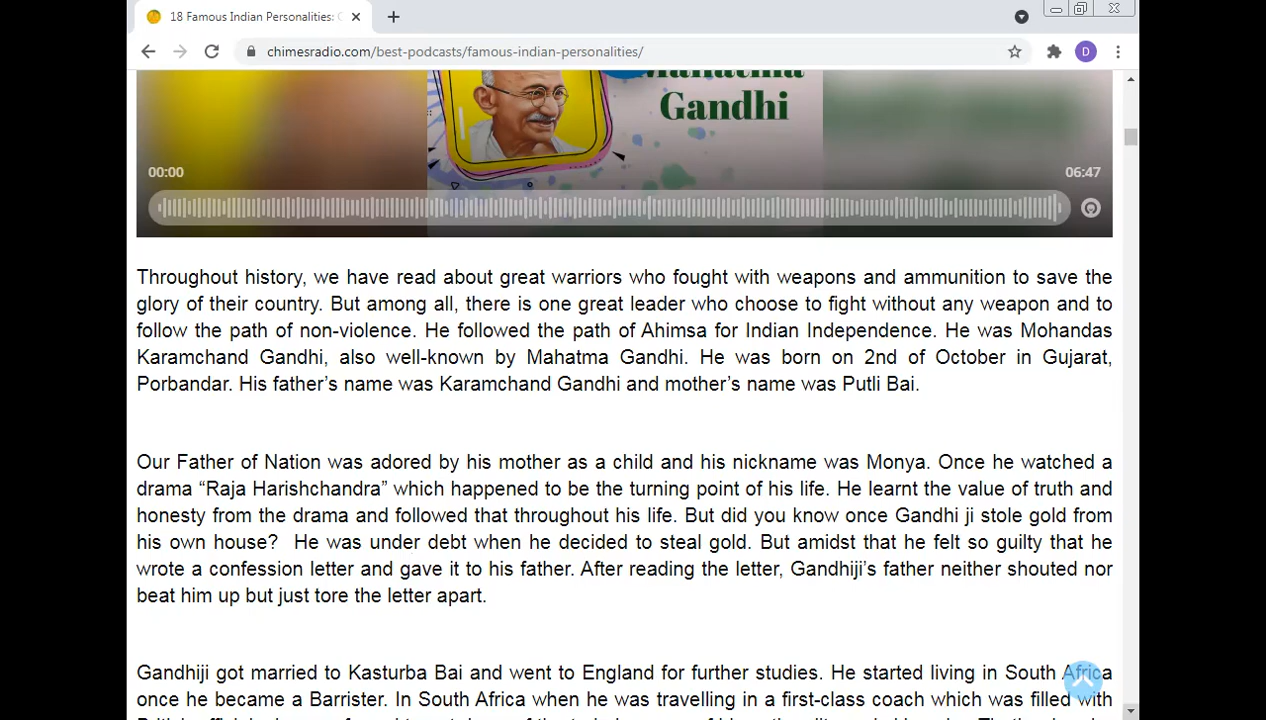 18 Famous Indian Personalities:
chimesradio.com/best-podcasts/famous-indian-personalities/
D
Mahatma
Gandhi
00:00
06:47
Throughout history, we have read about great warriors who fought with weapons and ammunition to save the
glory of their country. But among all, there is one great leader who choose to fight without any weapon and to
follow the path of non-violence. He followed the path of Ahimsa for Indian Independence. He was Mohandas
Karamchand Gandhi, also well-known by Mahatma Gandhi. He was born on 2nd of October in Gujarat,
Porbandar. His father’s name was Karamchand Gandhi and mother’s name was Putli Bai.
Our Father of Nation was adored by his mother as a child and his nickname was Monya. Once he watched a
drama “Raja Harishchandra” which happened to be the turning point of his life. He learnt the value of truth and
honesty from the drama and followed that throughout his life. But did you know once Gandhi ji stole gold from
his own house?  He was under debt when he decided to steal gold. But amidst that he felt so guilty that he
wrote a confession letter and gave it to his father. After reading the letter, Gandhiji’s father neither shouted nor
beat him up but just tore the letter apart.
Gandhiji got married to Kasturba Bai and went to England for further studies. He started living in South Africa
once he became a Barrister. In South Africa when he was travelling in a first-class coach which was filled with